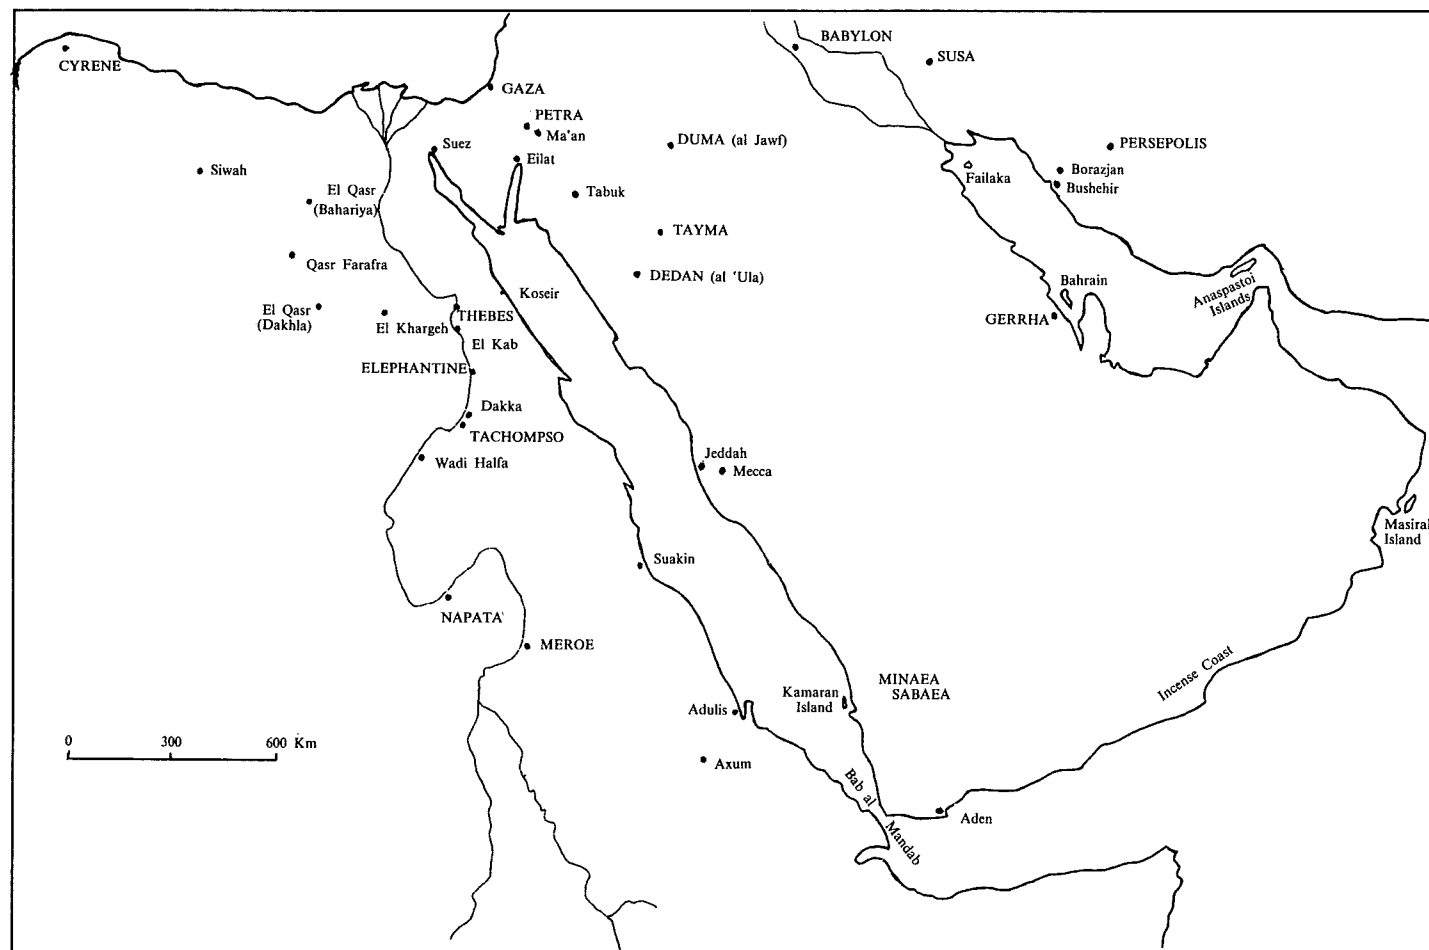 BABYLON
CYRENE
SUSA
GAZA
PETRA
Ma'an
DUMA (al Jawf)
PERSEPOLIS
Suez
Eilat
Siwah
Borazjan
Failaka
Bushehir
El Qasr
(Bahariya)
Tabuk
TAYMA
Qasr Farafra
DEDAN (al 'Ula)
Koseir
Bahrain
Anaspastoi
Islands
El Qasr
(Dakhla)
El Khargeh
THEBES
GERRHA
El Kab
ELEPHANTINE
Dakka
TACHOMPSO
Wadi Halfa
Jeddah
Mecca
Masirah
Island
Suakin
NAPATA
MEROE
Incense Coast
MINAEA
SABAEA
Kamaran
Island
Adulis
0 300 600 Km
Axum
Bab al
Mandab
Aden